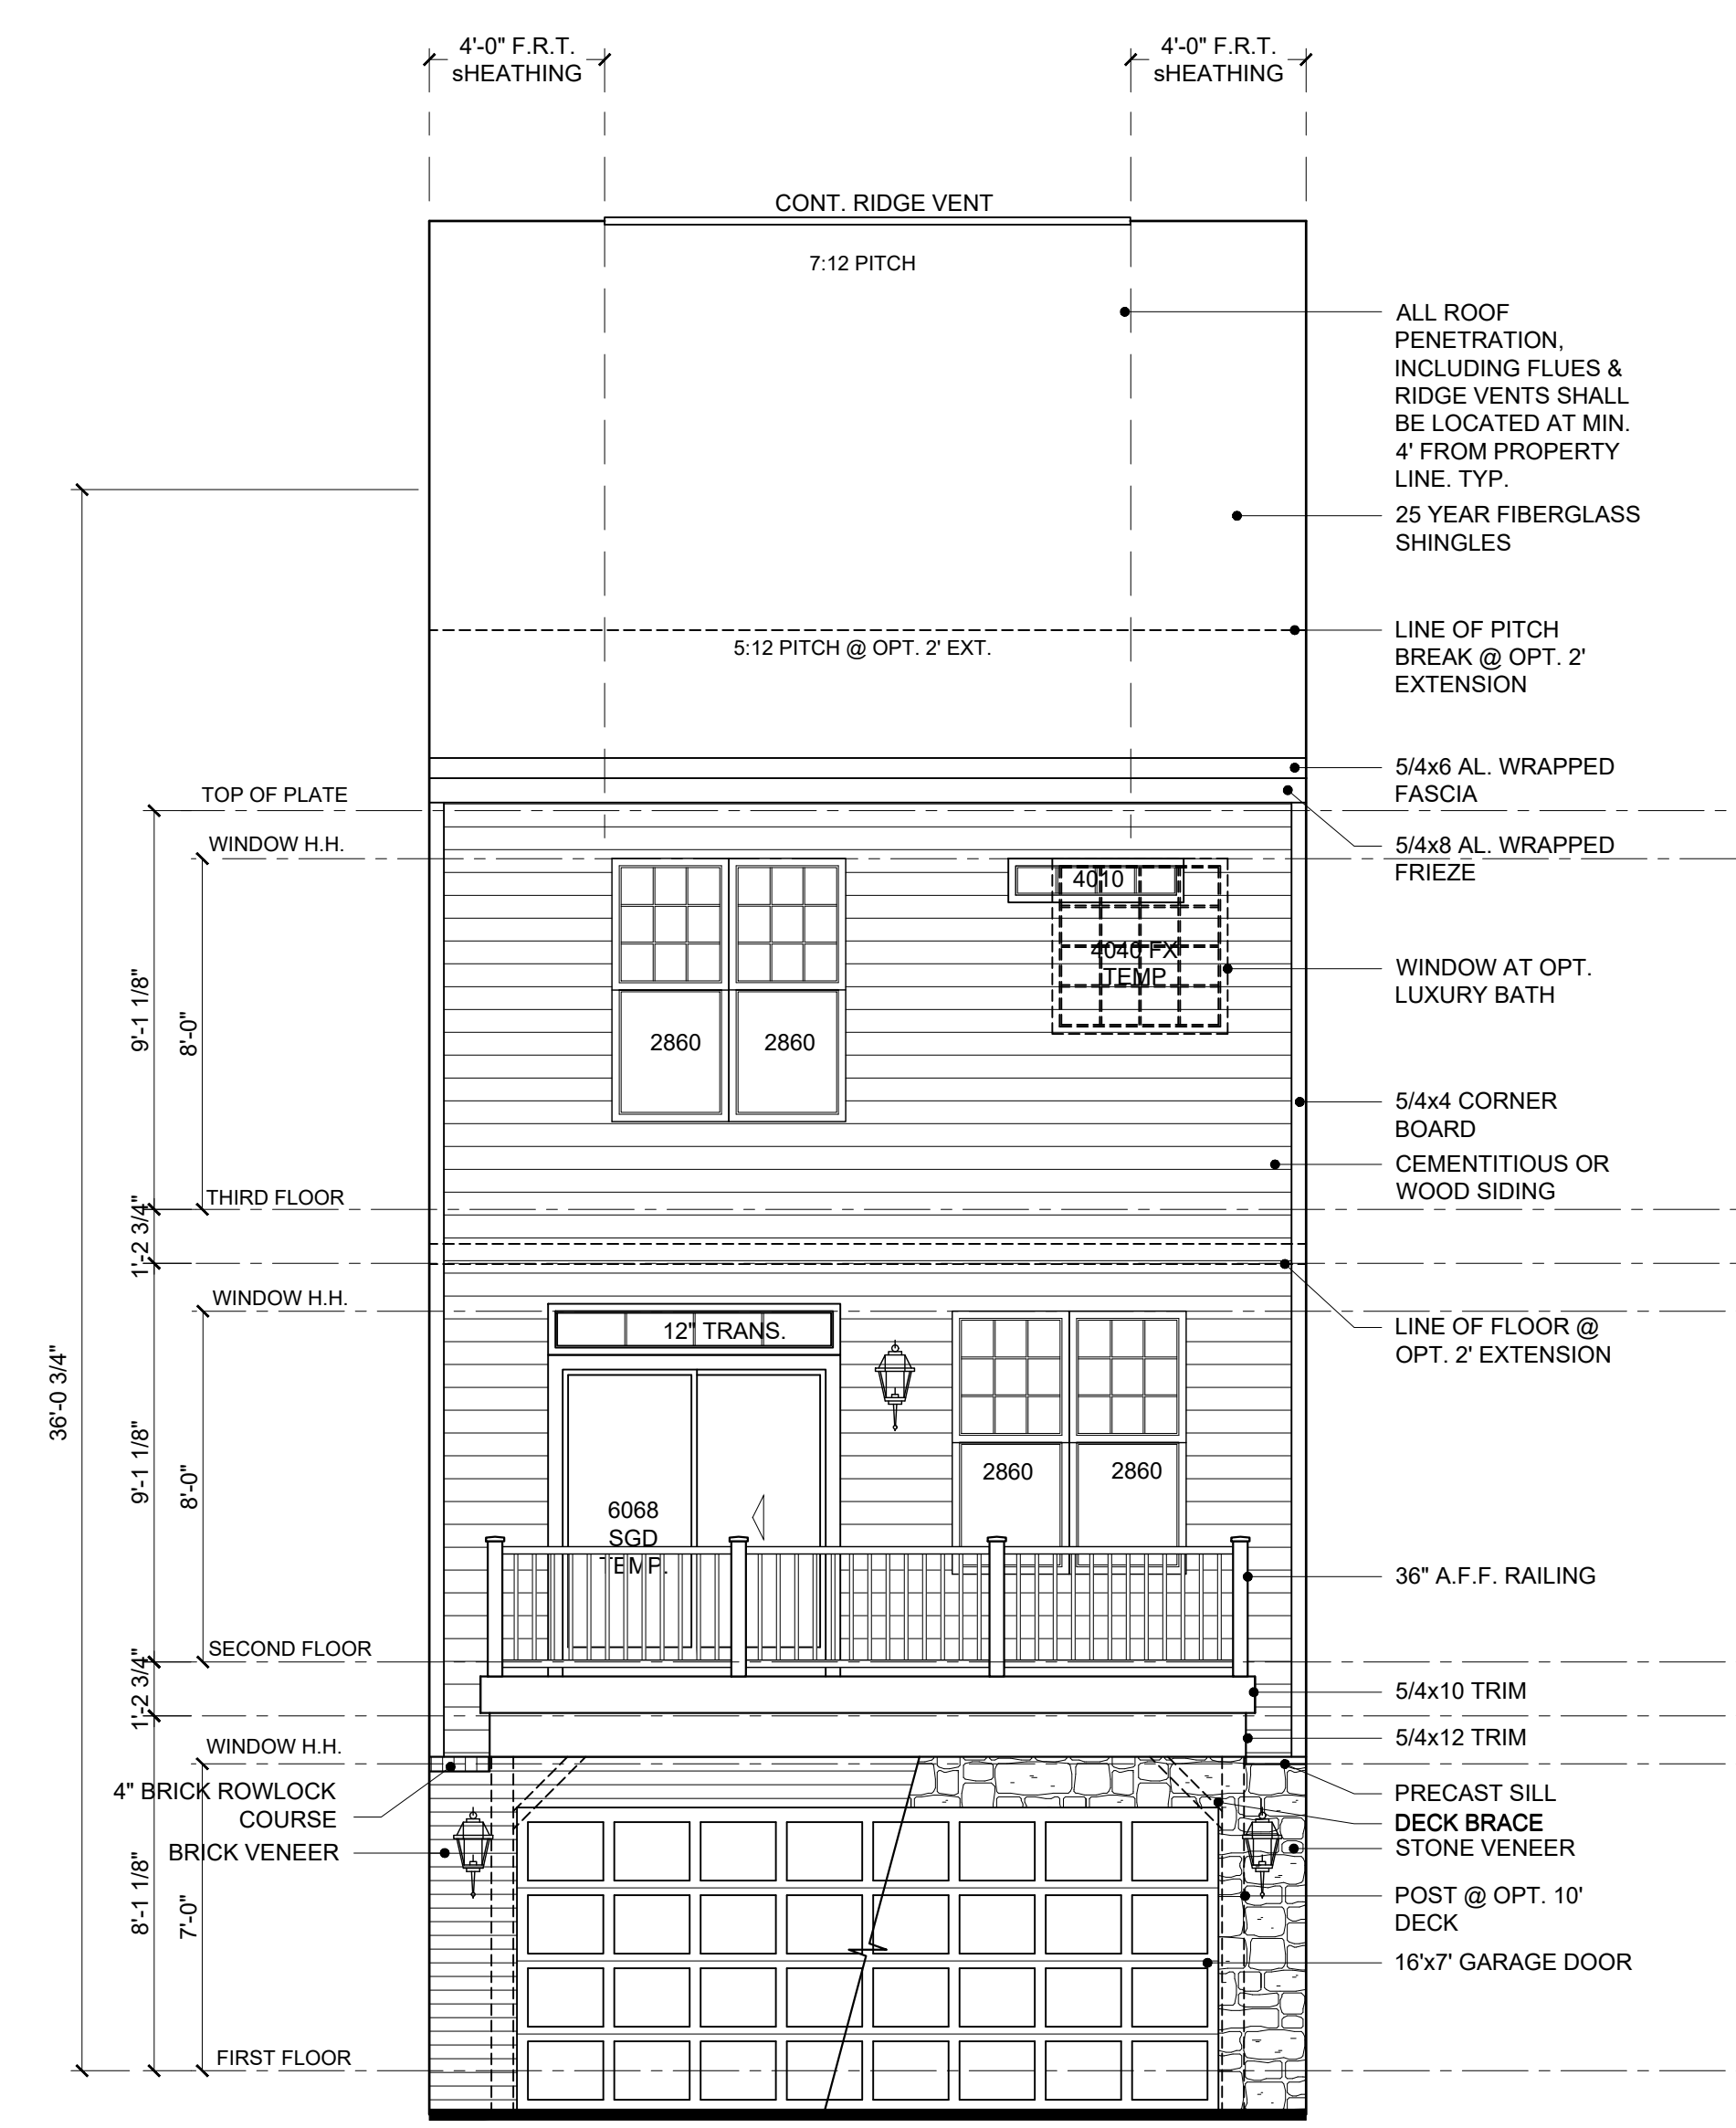 4'-0" F.R.T.
sHEATHING
4'-0" F.R.T.
sHEATHING
CONT. RIDGE VENT
7:12 PITCH
ALL ROOF
PENETRATION,
INCLUDING FLUES &
RIDGE VENTS SHALL
BE LOCATED AT MIN.
4' FROM PROPERTY
LINE. TYP.
25 YEAR FIBERGLASS
SHINGLES
5:12 PITCH @ OPT. 2' EXT.
LINE OF PITCH
BREAK @ OPT. 2'
EXTENSION
5/4x6 AL. WRAPPED
FASCIA
TOP OF PLATE
WINDOW H.H.
5/4x8 AL. WRAPPED
FRIEZE
4010
4040 FX
TEMP
WINDOW AT OPT.
LUXURY BATH
9'-1 1/8"
8'-0"
2860
2860
5/4x4 CORNER
BOARD
CEMENTITIOUS OR
WOOD SIDING
THIRD FLOOR
1'-2 3/4"
WINDOW H.H.
12" TRANS.
LINE OF FLOOR @
OPT. 2' EXTENSION
36'-0 3/4"
9'-1 1/8"
8'-0"
2860
2860
6068
SGD
TEMP.
36" A.F.F. RAILING
SECOND FLOOR
1'-2 3/4"
5/4x10 TRIM
5/4x12 TRIM
WINDOW H.H.
4" BRICK ROWLOCK
COURSE
BRICK VENEER
PRECAST SILL
DECK BRACE
STONE VENEER
POST @ OPT. 10'
DECK
8'-1 1/8"
7'-0"
16'x7' GARAGE DOOR
FIRST FLOOR